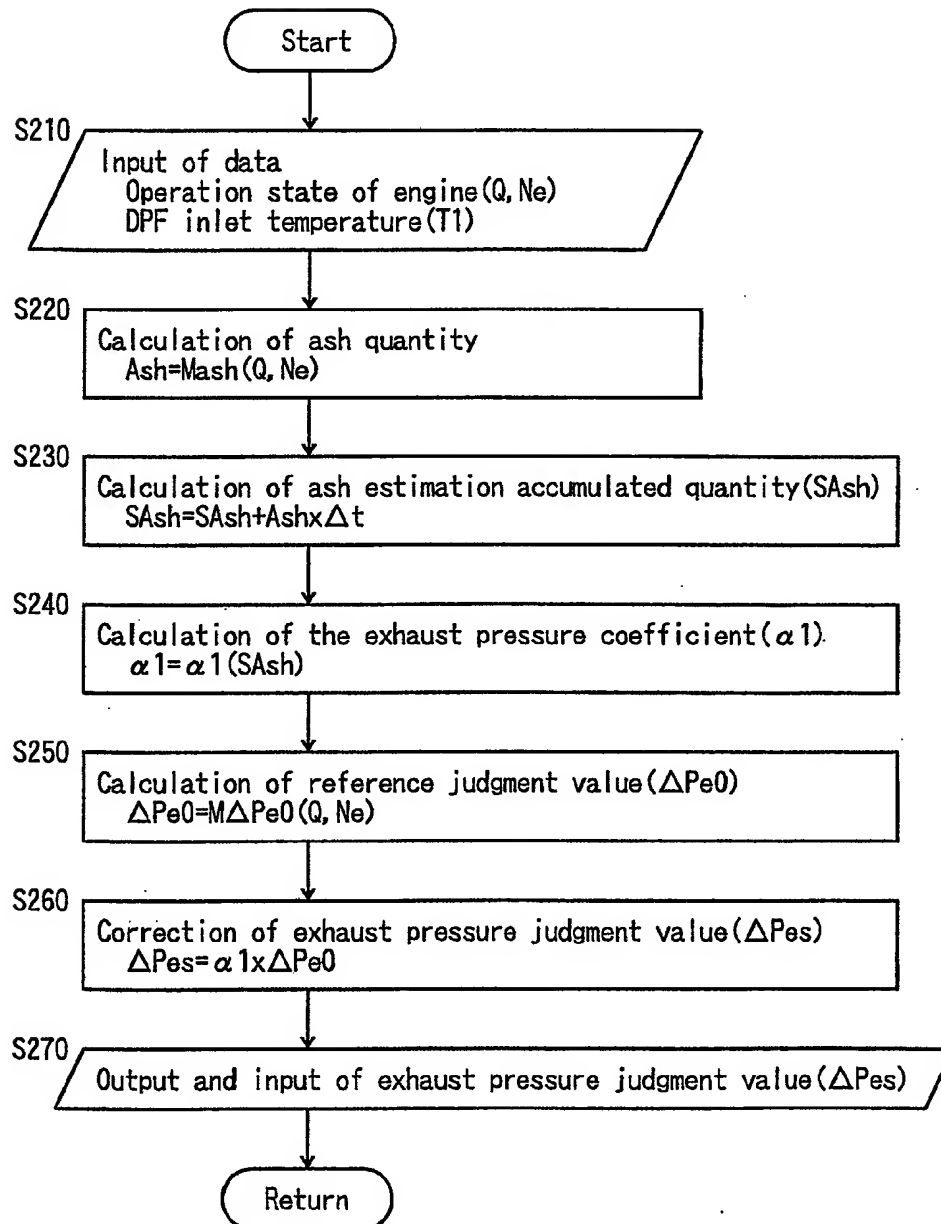 Start
S210
Input of data
Operation state of engine(Q,Ne)
DPF inlet temperature(T1)
S220
Calculation of ash quantity
Ash=Mash(Q,Ne)
S230
Calculation of ash estimation accumulated quantity(SAsh)
SAsh=SAsh+Ashx△t
S240
Calculation of the exhaust pressure coefficient(α1)
α1=α1(SAsh)
S250
Calculation of reference judgment value(△Pe0)
△Pe0=M△Pe0(Q,Ne)
S260
Correction of exhaust pressure judgment value(△Pes)
△Pes=α1x△Pe0
S270
Output and input of exhaust pressure judgment value(△Pes)
Return